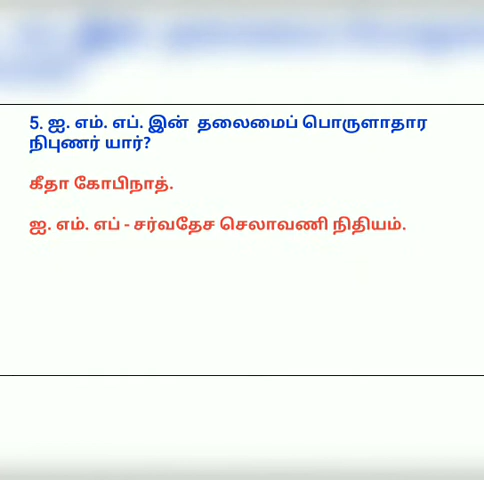 5. ஐ. எம். எப். இன் தலைமைப் பொருளாதார
நிபுணர் யார்?
கீதா கோபிநாத்.
ஐ. எம். எப் - சர்வதேச செலாவணி நிதியம்.